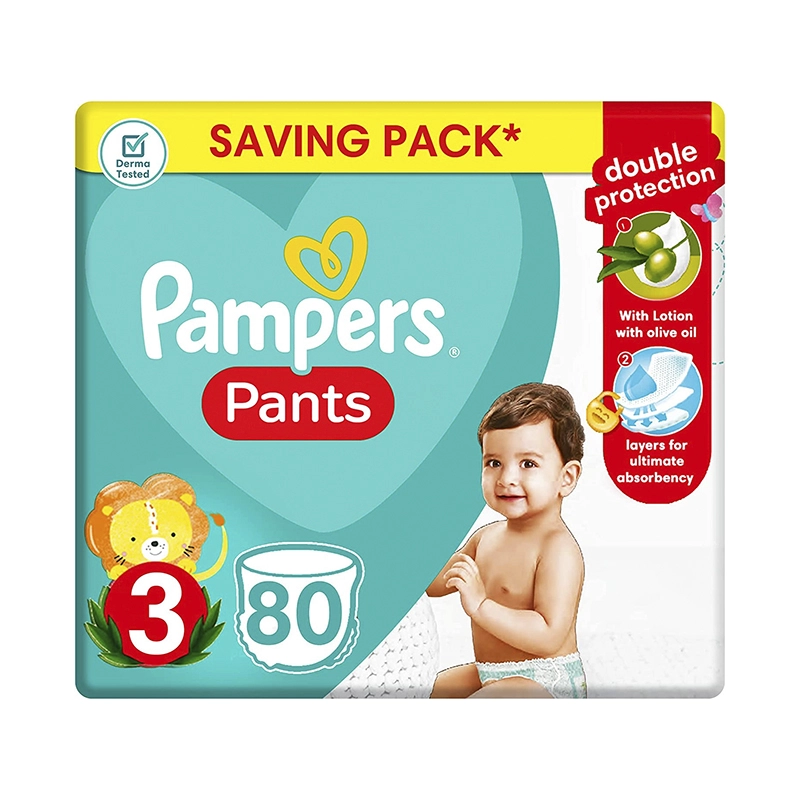 SAVING PACK*
Derma
Tested
double
protection
1
With Lotion
with olive oil
2
layers for
ultimate
absorbency
Pampers®
Pants
3
80